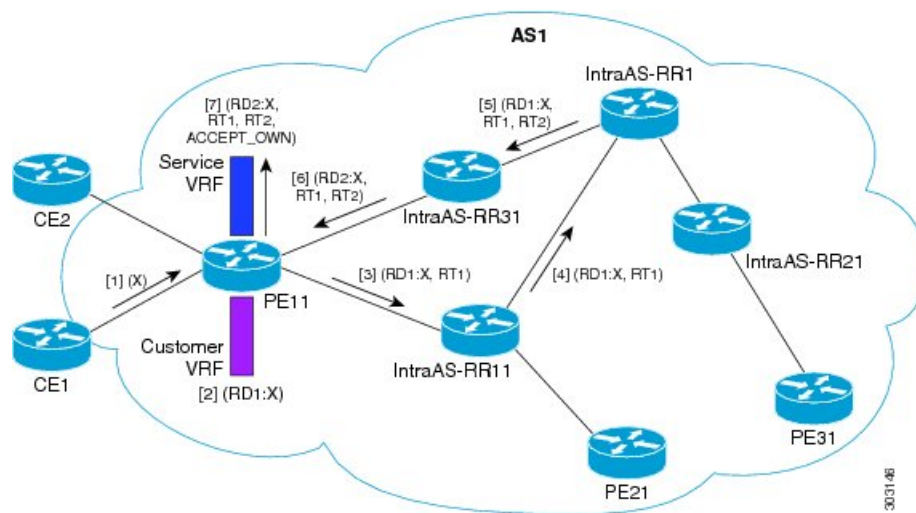 AS1
IntraAS-RR1
[7] (RD2:X,
RT1, RT2,
ACCEPT_OWN)
[5] (RD1:X,
RT1, RT2)
Service
VRF
[6] (RD2:X,
RT1, RT2)
IntraAS-RR31
CE2
IntraAS-RR21
[1] (X)
PE11
[3] (RD1:X, RT1)
[4] (RD1:X, RT1)
Customer
VRF
CE1
[2] (RD1:X)
IntraAS-RR11
PE31
PE21
303146